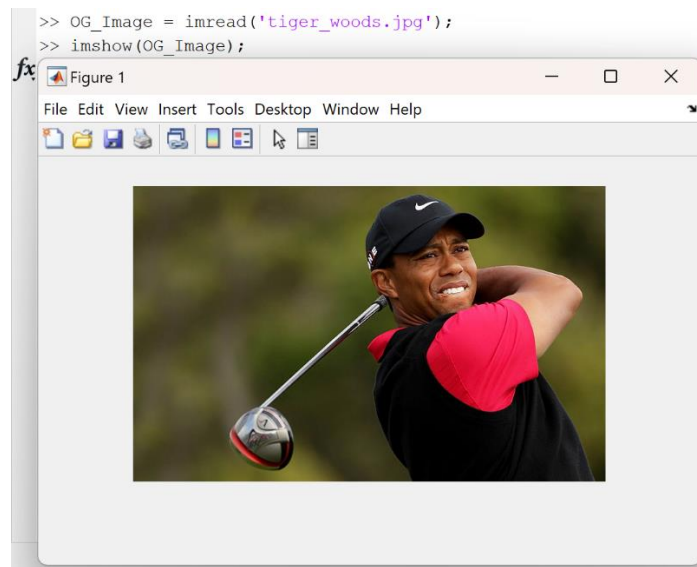 >> OG_Image = imread('tiger_woods.jpg');
>> imshow(OG_Image);
fx
Figure 1
File Edit View Insert Tools Desktop Window Help